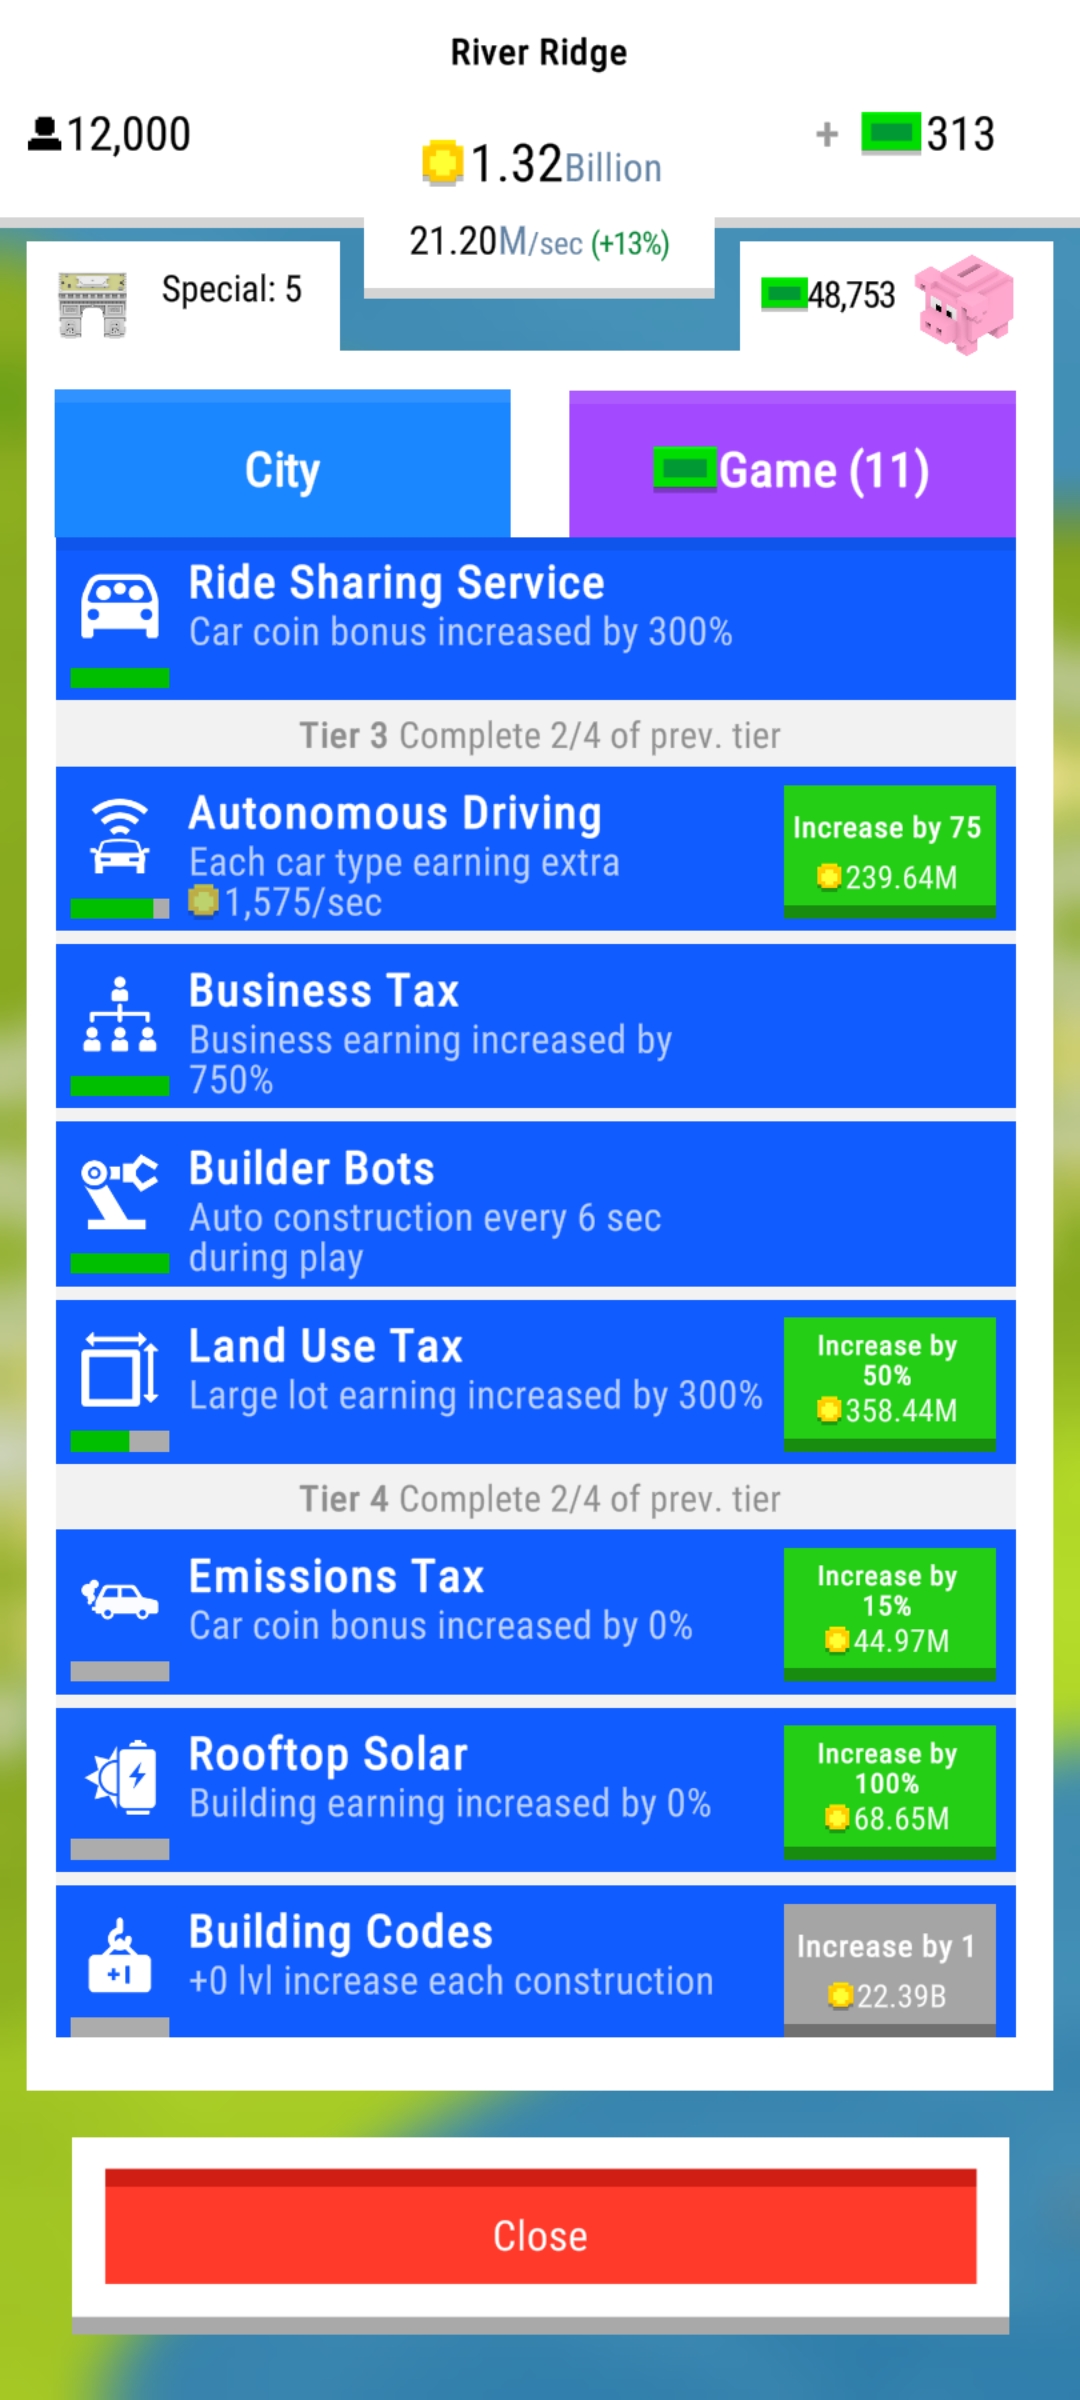 River Ridge
12,000
1.32Billion
+ 313
21.20M/sec (+13%)
Special: 5
48,753
City
Game (11)
Ride Sharing Service
Car coin bonus increased by 300%
Tier 3 Complete 2/4 of prev. tier
Autonomous Driving
Each car type earning extra
1,575/sec
Increase by 75
239.64M
Business Tax
Business earning increased by
750%
Builder Bots
Auto construction every 6 sec
during play
Land Use Tax
Large lot earning increased by 300%
Increase by
50%
358.44M
Tier 4 Complete 2/4 of prev. tier
Emissions Tax
Car coin bonus increased by 0%
Increase by
15%
44.97M
Rooftop Solar
Building earning increased by 0%
Increase by
100%
68.65M
+1
Building Codes
+0 lvl increase each construction
Increase by 1
22.39B
Close